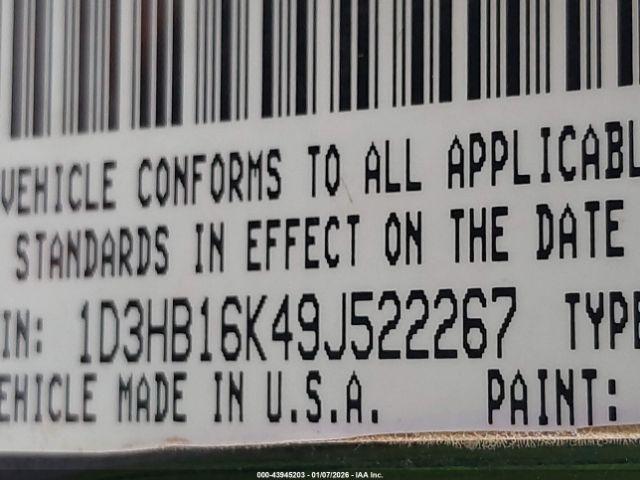 VEHICLE CONFORMS TO ALL APPLICABL
STANDARDS IN EFFECT ON THE DATE
IN: 1D3HB16K49J522267 TYPE
EHICLE MADE IN U.S.A. PAINT:
000-43945203 - 01/07/2026 - IAA Inc.